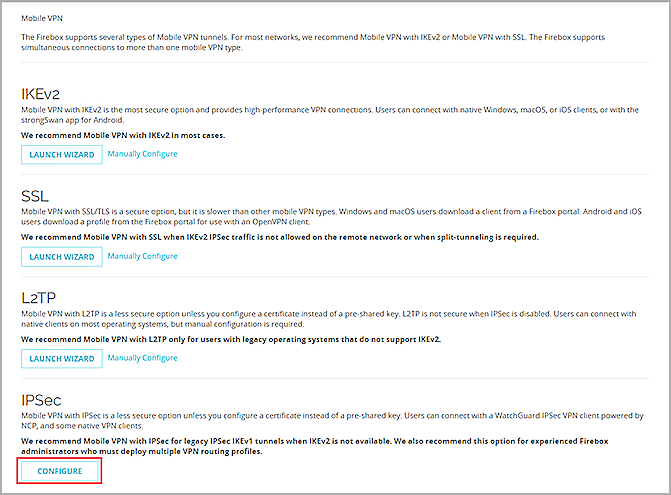 Mobile VPN
The Firebox supports several types of Mobile VPN tunnels. For most networks, we recommend Mobile VPN with IKEv2 or Mobile VPN with SSL. The Firebox supports
simultaneous connections to more than one mobile VPN type.
IKEv2
Mobile VPN with IKEv2 is the most secure option and provides high-performance VPN connections. Users can connect with native Windows, macOS, or iOS clients, or with the
strongSwan app for Android.
We recommend Mobile VPN with IKEv2 in most cases.
LAUNCH WIZARD Manually Configure
SSL
Mobile VPN with SSL/TLS is a secure option, but it is slower than other mobile VPN types. Windows and macOS users download a client from a Firebox portal. Android and iOS
users download a profile from the Firebox portal for use with an OpenVPN client.
We recommend Mobile VPN with SSL when IKEv2 IPSec traffic is not allowed on the remote network or when split-tunneling is required.
LAUNCH WIZARD Manually Configure
L2TP
Mobile VPN with L2TP is a less secure option unless you configure a certificate instead of a pre-shared key. L2TP is not secure when IPSec is disabled. Users can connect with
native clients on most operating systems, but manual configuration is required.
We recommend Mobile VPN with L2TP only for users with legacy operating systems that do not support IKEv2.
LAUNCH WIZARD Manually Configure
IPSec
Mobile VPN with IPSec is a less secure option unless you configure a certificate instead of a pre-shared key. Users can connect with a WatchGuard IPSec VPN client powered by
NCP, and some native VPN clients.
We recommend Mobile VPN with IPSec for legacy IPSec IKEv1 tunnels when IKEv2 is not available. We also recommend this option for experienced Firebox
administrators who must deploy multiple VPN routing profiles.
CONFIGURE